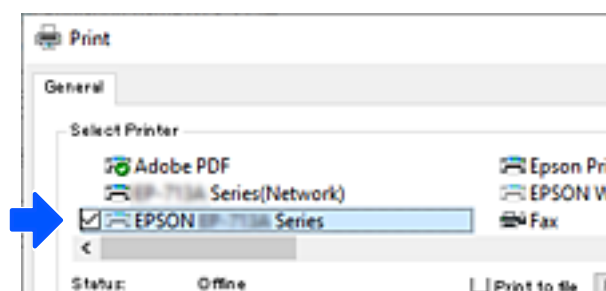 Print
General
Select Printer
Adobe PDF
Series(Network)
EPSON Series
Epson Pri
EPSON W
Fax
Status: Offline
Print to file